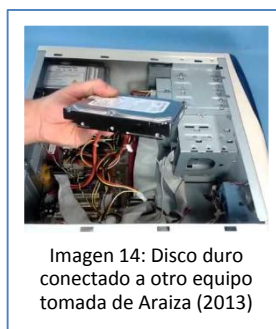 Imagen 14: Disco duro
conectado a otro equipo
tomada de Araiza (2013)